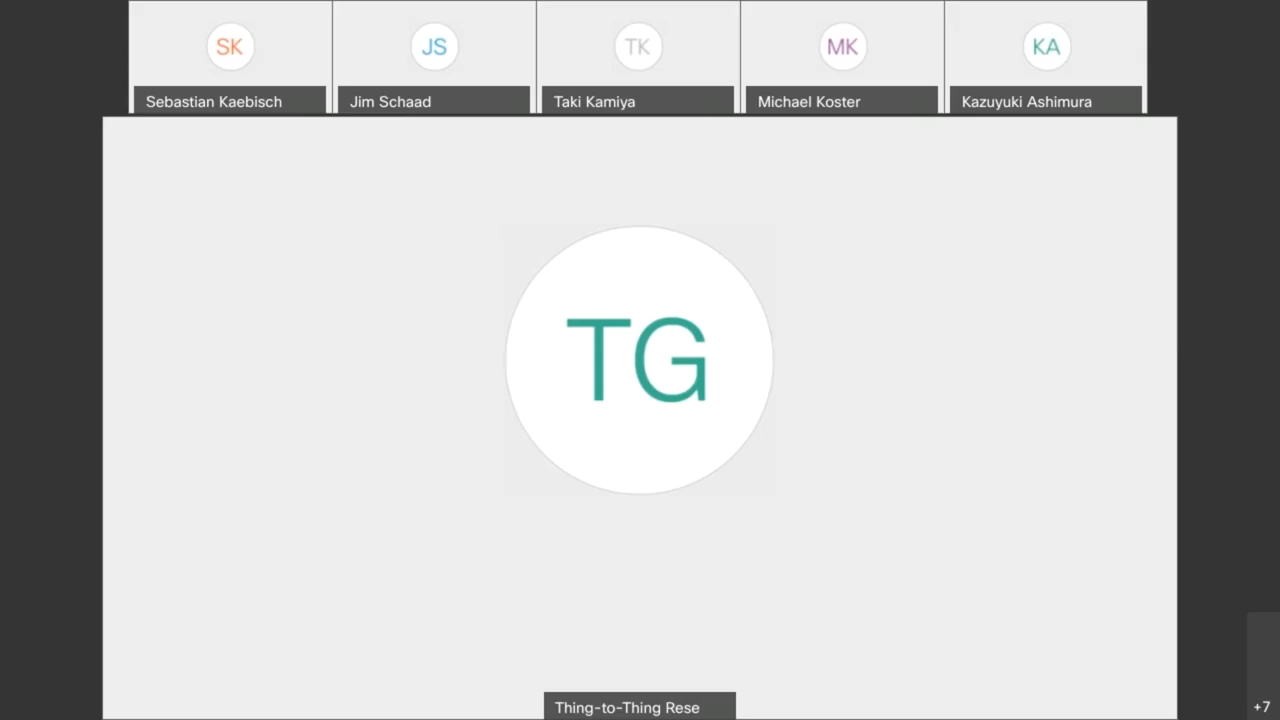 SK
JS
TK
MK
KA
Sebastian Kaebisch
Jim Schaad
Taki Kamiya
Michael Koster
Kazuyuki Ashimura
TG
Thing-to-Thing Rese
+7